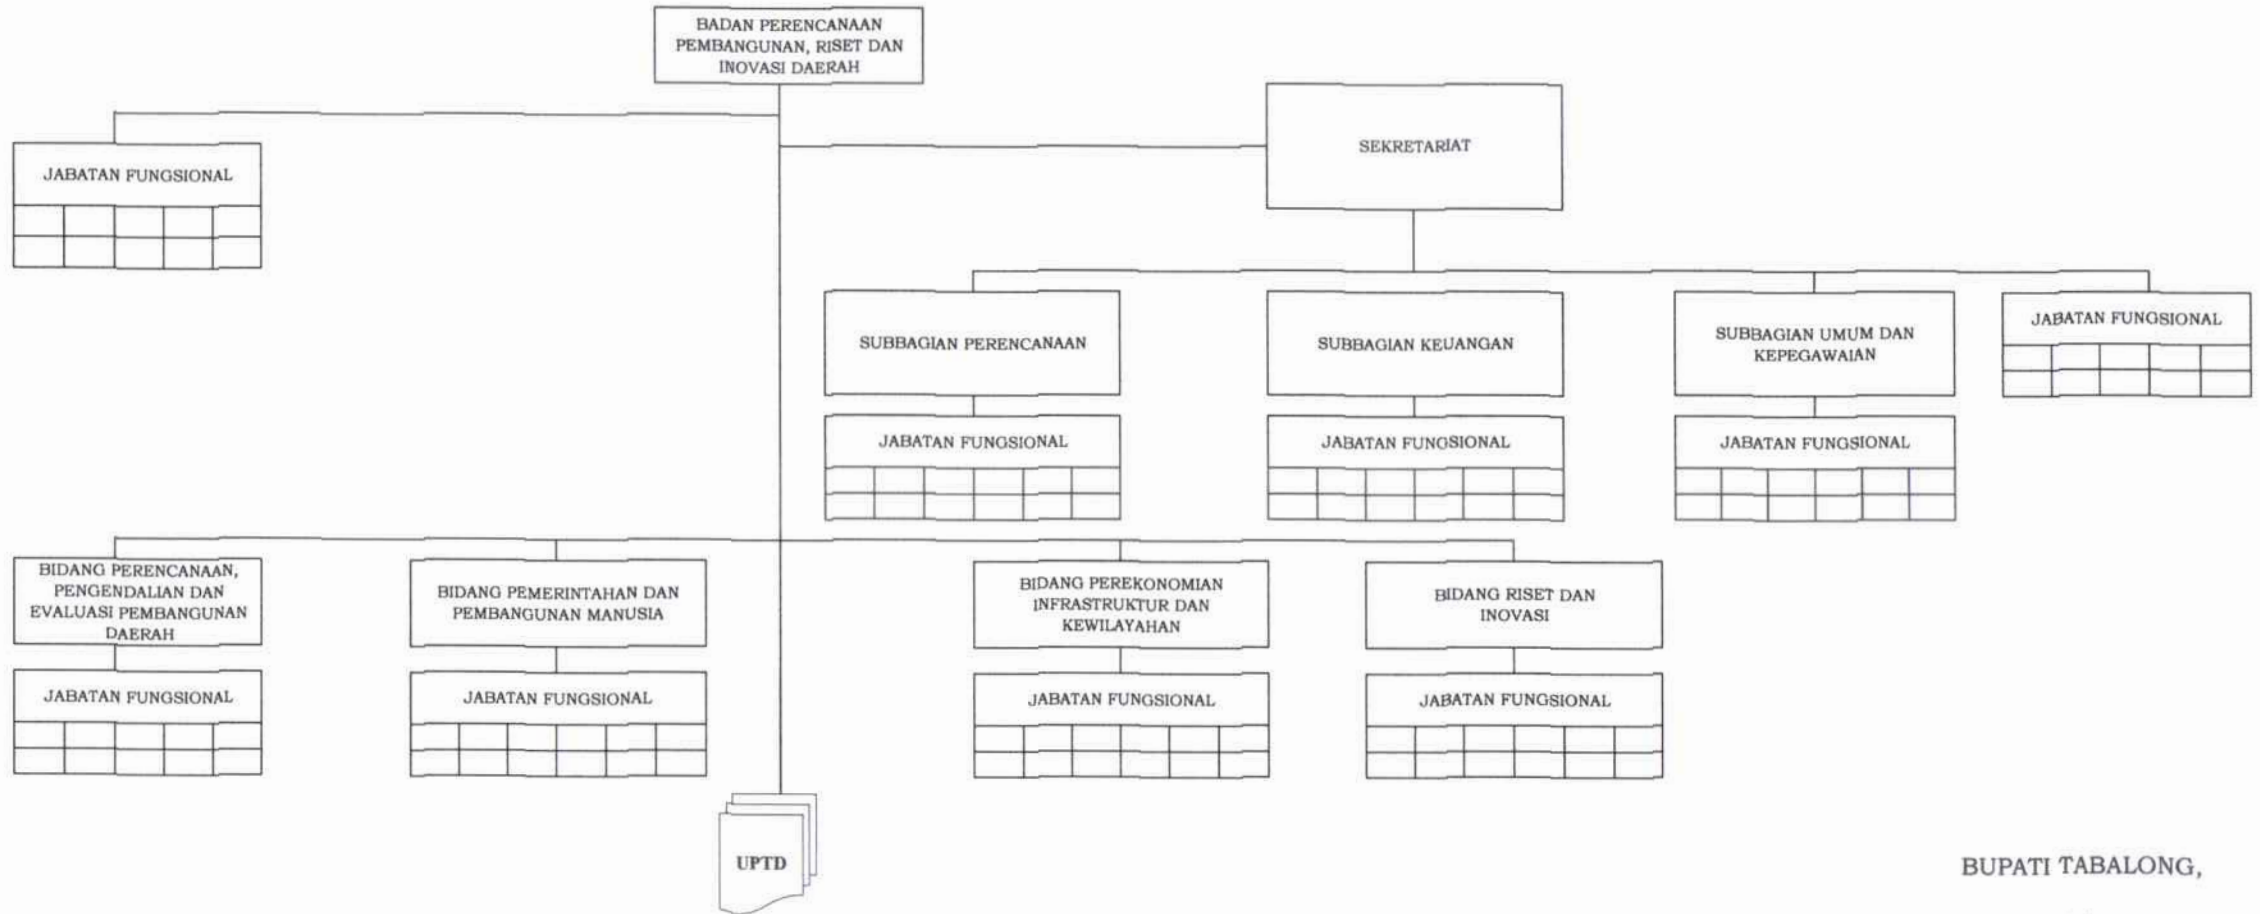 BADAN PERENCANAAN
PEMBANGUNAN, RISET DAN
INOVASI DAERAH
SEKRETARIAT
JABATAN FUNGSIONAL
SUBBAGIAN PERENCANAAN
SUBBAGIAN KEUANGAN
SUBBAGIAN UMUM DAN
KEPEGAWAIAN
JABATAN FUNGSIONAL
JABATAN FUNGSIONAL
JABATAN FUNGSIONAL
JABATAN FUNGSIONAL
BIDANG PERENCANAAN,
PENGENDALIAN DAN
EVALUASI PEMBANGUNAN
DAERAH
BIDANG PEMERINTAHAN DAN
PEMBANGUNAN MANUSIA
BIDANG PEREKONOMIAN
INFRASTRUKTUR DAN
KEWILAYAHAN
BIDANG RISET DAN
INOVASI
JABATAN FUNGSIONAL
JABATAN FUNGSIONAL
JABATAN FUNGSIONAL
JABATAN FUNGSIONAL
UPTD
BUPATI TABALONG,